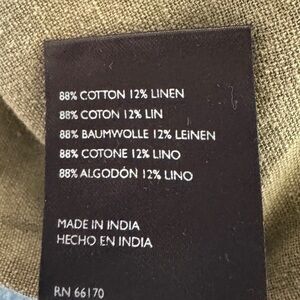 88% COTTON 12% LINEN
88% COTON 12% LIN
88% BAUMWOLLE 12% LEINEN
88% COTONE 12% LINO
88% ALGODÓN 12% LINO
MADE IN INDIA
HECHO EN INDIA
RN 66170